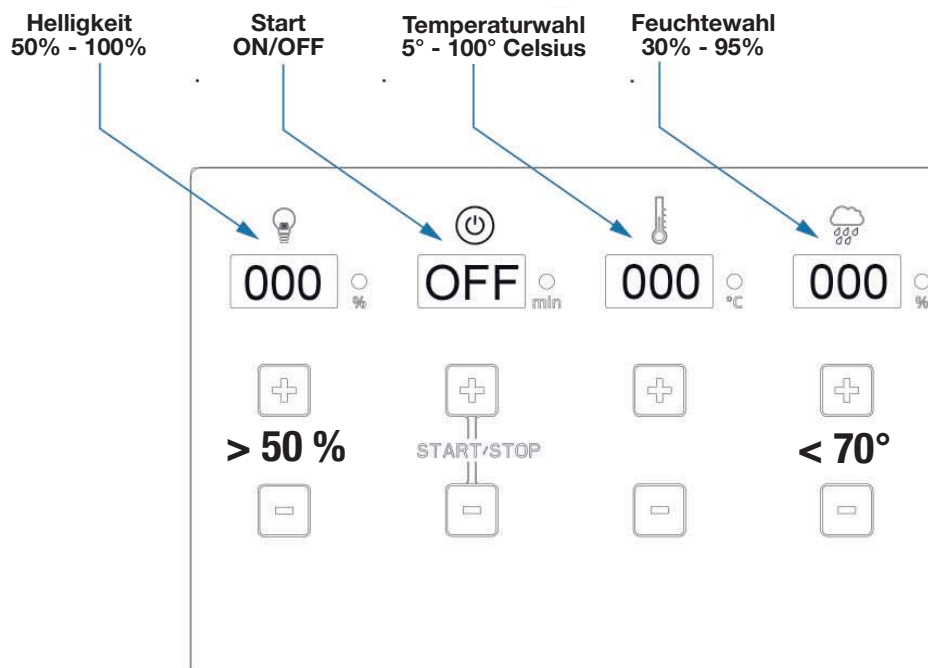 Helligkeit
50% - 100%
Start
ON/OFF
Temperaturwahl
5° - 100° Celsius
Feuchtewahl
30% - 95%
000
%
OFF
min
000
°C
000
%
> 50 %
START/STOP
< 70°